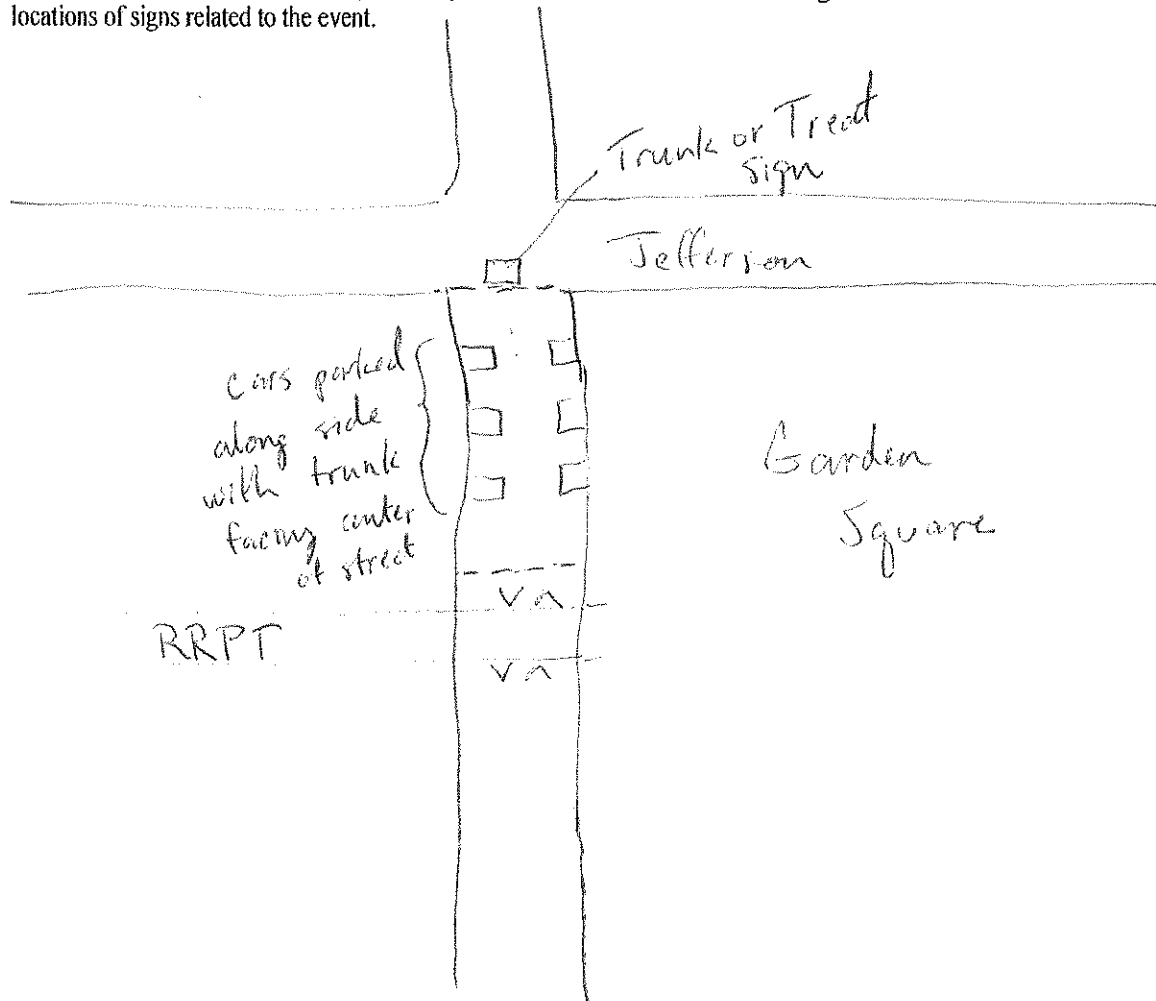 locations of signs related to the event.
Trunk or Treat
sign
Jefferson
cars parked
along side
with trunk
facing center
of street
Garden
Square
V Λ
RRPT
V Λ